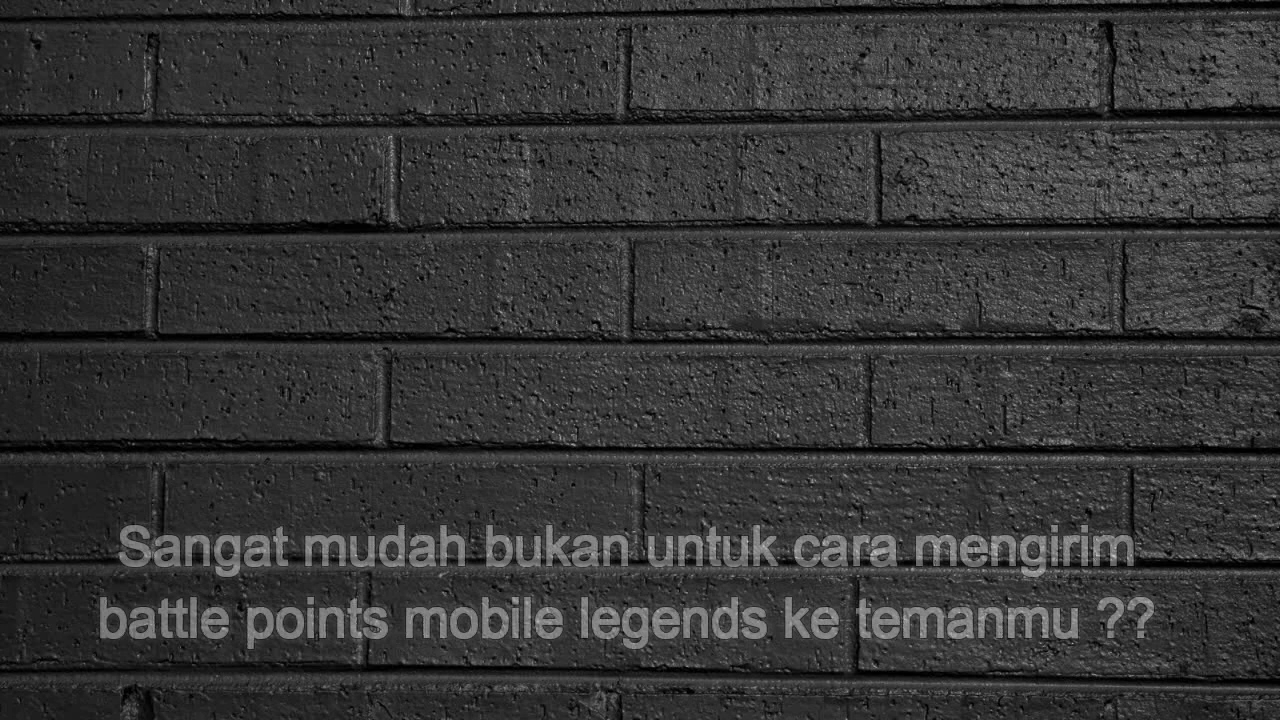 Sangat mudah bukan untuk cara mengirim
battle points mobile legends ke temanmu ??